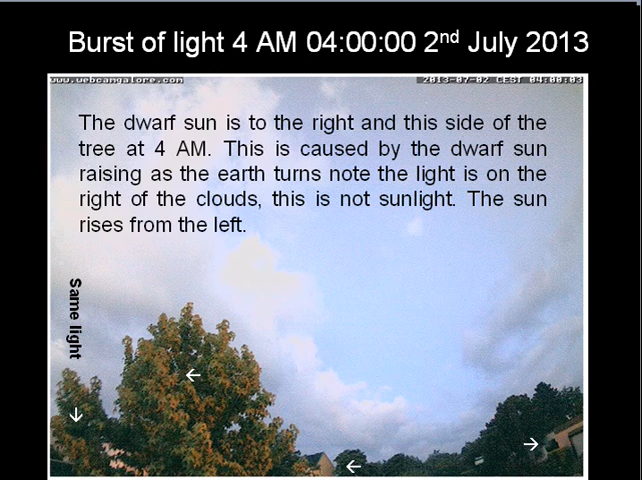 Burst of light 4 AM 04:00:00 2nd July 2013
www.webcamgalore.com 2013-07-02 CEST 04:00:03
The dwarf sun is to the right and this side of the
tree at 4 AM. This is caused by the dwarf sun
raising as the earth turns note the light is on the
right of the clouds, this is not sunlight. The sun
rises from the left.
Same light